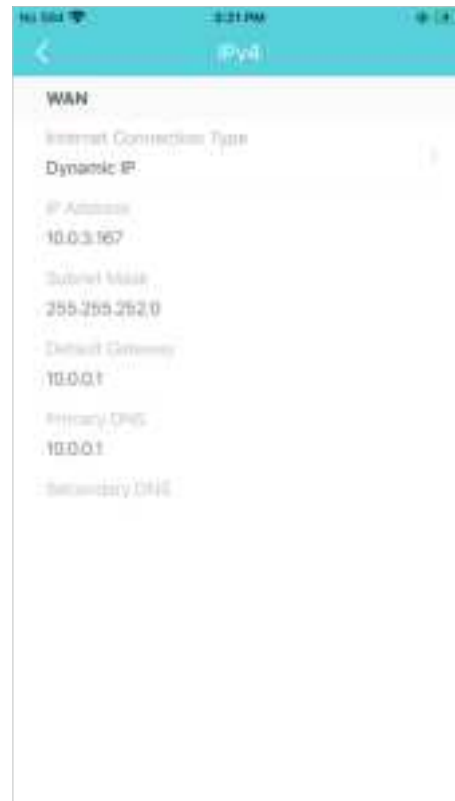 No SIM 3:21 PM
IPv4
WAN
Internet Connection Type
Dynamic IP
IP Address
10.0.3.167
Subnet Mask
255.255.252.0
Default Gateway
10.0.0.1
Primary DNS
10.0.0.1
Secondary DNS